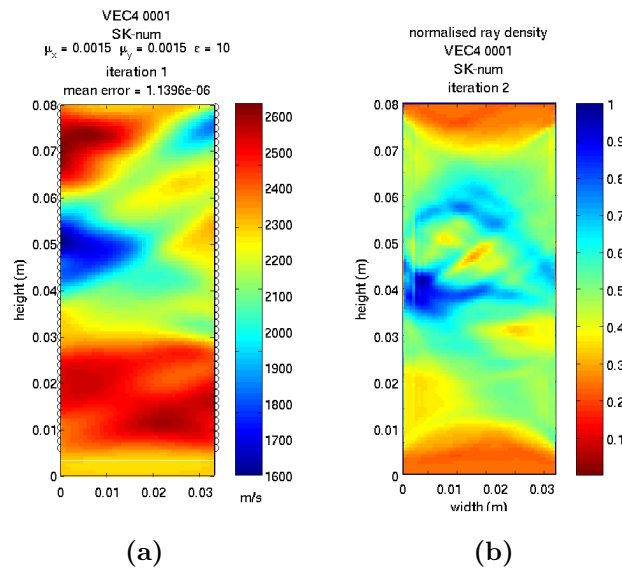 VEC4 0001
SK-num
μx = 0.0015 μy = 0.0015 ε = 10
iteration 1
mean error = 1.1396e-06
0.08
0.07
0.06
0.05
0.04
0.03
0.02
0.01
0
height (m)
0 0.01 0.02 0.03
2600
2500
2400
2300
2200
2100
2000
1900
1800
1700
1600
m/s
(a)
normalised ray density
VEC4 0001
SK-num
iteration 2
0.08
0.07
0.06
0.05
0.04
0.03
0.02
0.01
0
height (m)
0 0.01 0.02 0.03
width (m)
1
0.9
0.8
0.7
0.6
0.5
0.4
0.3
0.2
0.1
(b)